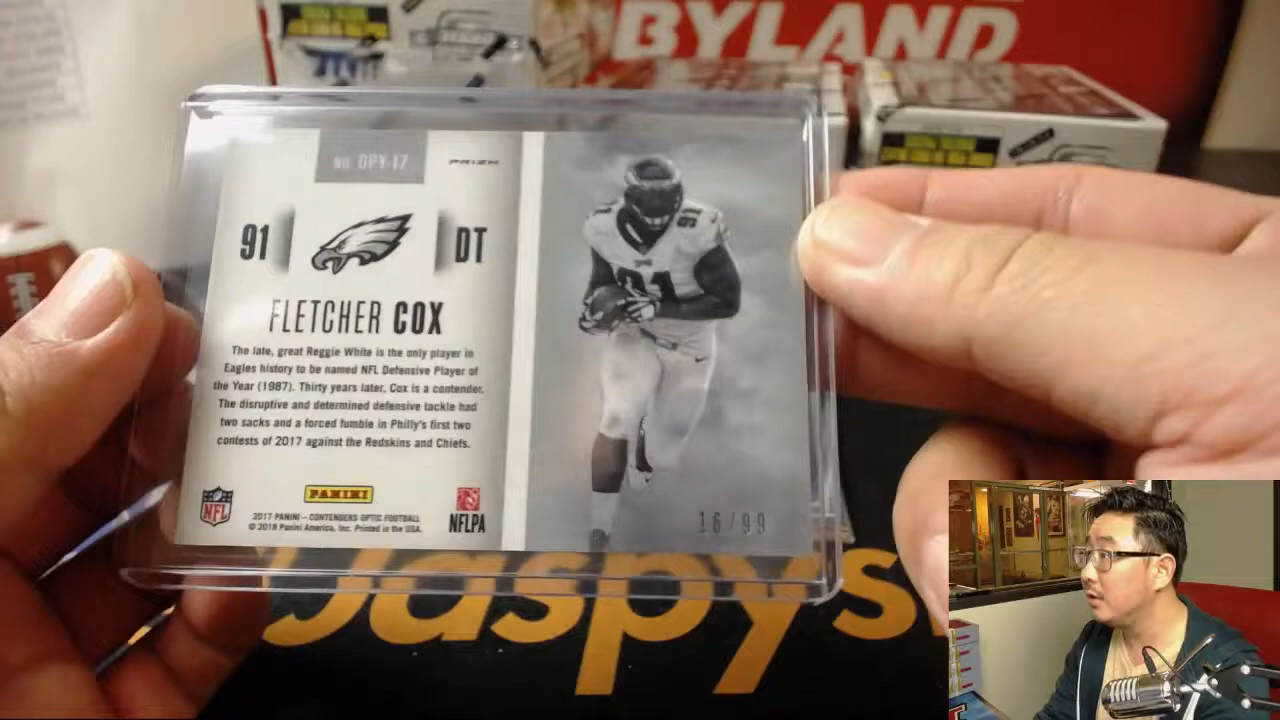 BYLAND
No. DPY-17
PRIZM
91
DT
FLETCHER COX
The late, great Reggie White is the only player in
Eagles history to be named NFL Defensive Player of
the Year (1987). Thirty years later, Cox is a contender.
The disruptive and determined defensive tackle had
two sacks and a forced fumble in Philly's first two
contests of 2017 against the Redskins and Chiefs.
NFL
PANINI
NFLPA
2017 PANINI – CONTENDERS OPTIC FOOTBALL
© 2018 Panini America, Inc. Printed in the USA.
91
91
16/99
Jaspys